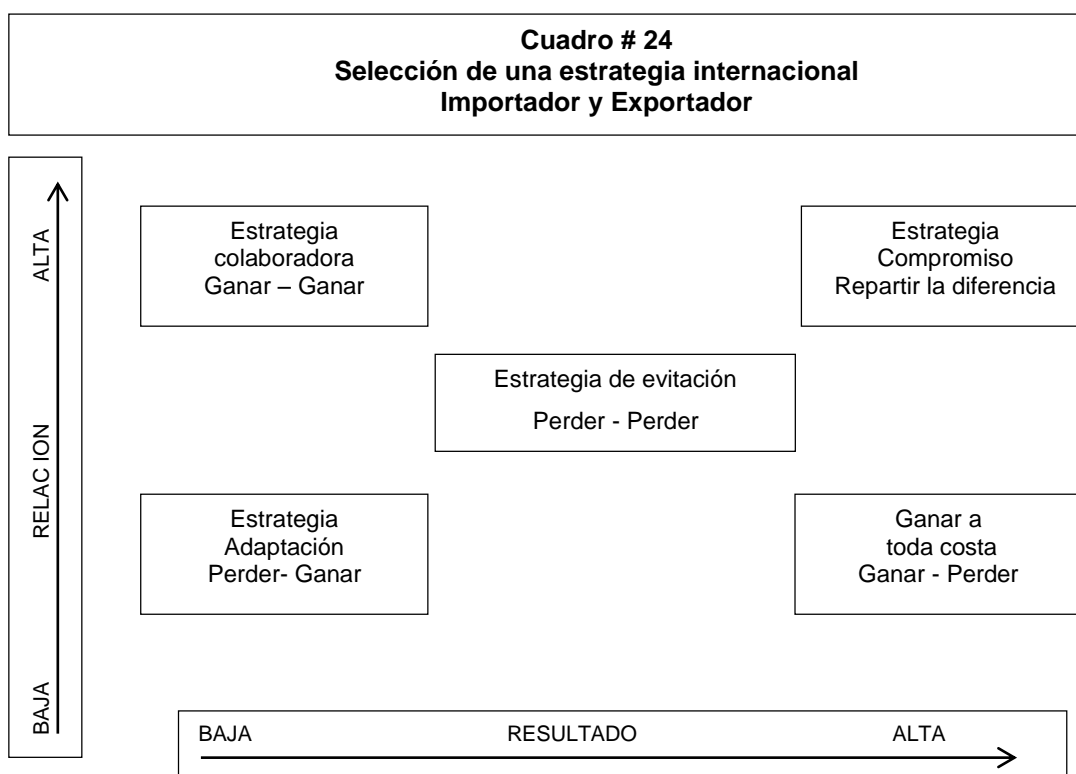 Cuadro # 24
Selección de una estrategia internacional
Importador y Exportador
ALTA
RELAC ION
BAJA
Estrategia
colaboradora
Ganar – Ganar
Estrategia
Compromiso
Repartir la diferencia
Estrategia de evitación
Perder - Perder
Estrategia
Adaptación
Perder- Ganar
Ganar a
toda costa
Ganar - Perder
BAJA RESULTADO ALTA